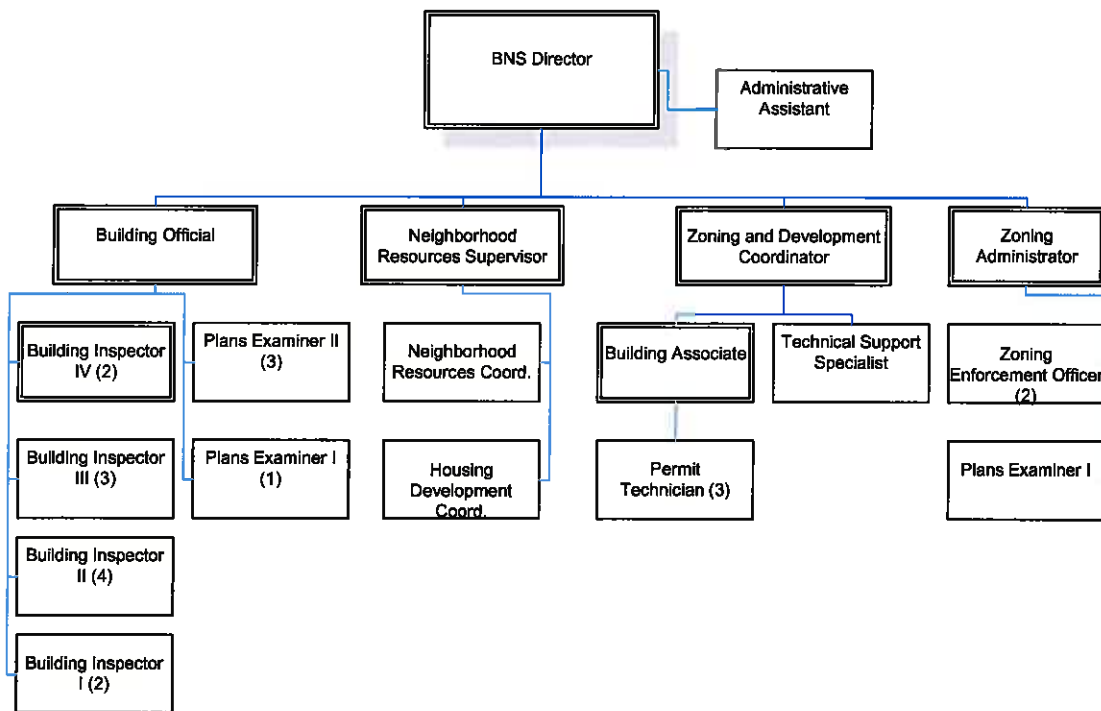 BNS Director
Administrative
Assistant
Building Official
Neighborhood
Resources Supervisor
Zoning and Development
Coordinator
Zoning
Administrator
Building Inspector
IV (2)
Plans Examiner II
(3)
Neighborhood
Resources Coord.
Building Associate
Technical Support
Specialist
Zoning
Enforcement Officer
(2)
Building Inspector
III (3)
Plans Examiner I
(1)
Housing
Development
Coord.
Permit
Technician (3)
Plans Examiner I
Building Inspector
II (4)
Building Inspector
I (2)